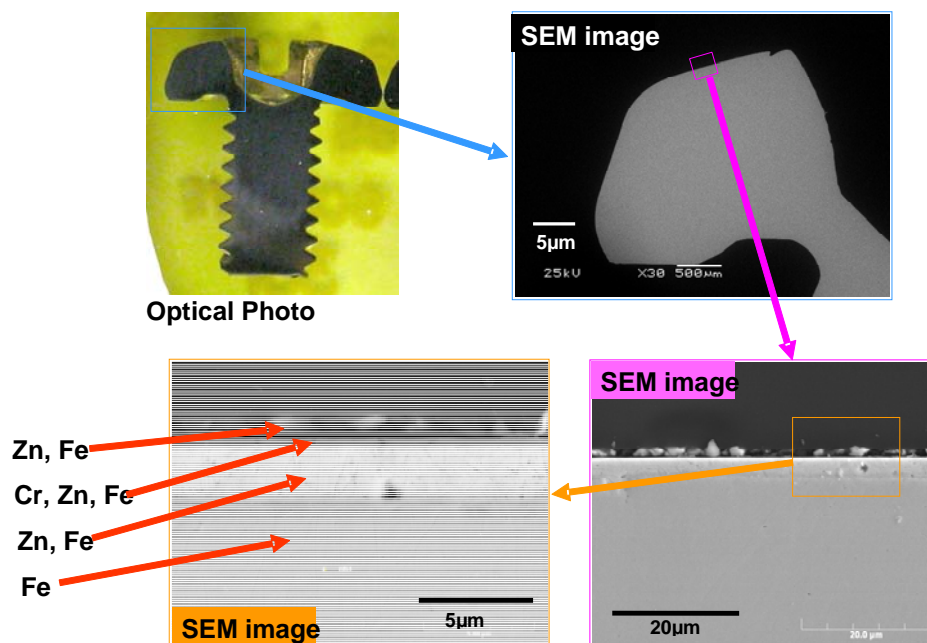 SEM image
5µm
25kV X30 500µm
Optical Photo
SEM image
Zn, Fe
Cr, Zn, Fe
Zn, Fe
Fe
5µm
SEM image
20µm
20.0 µm